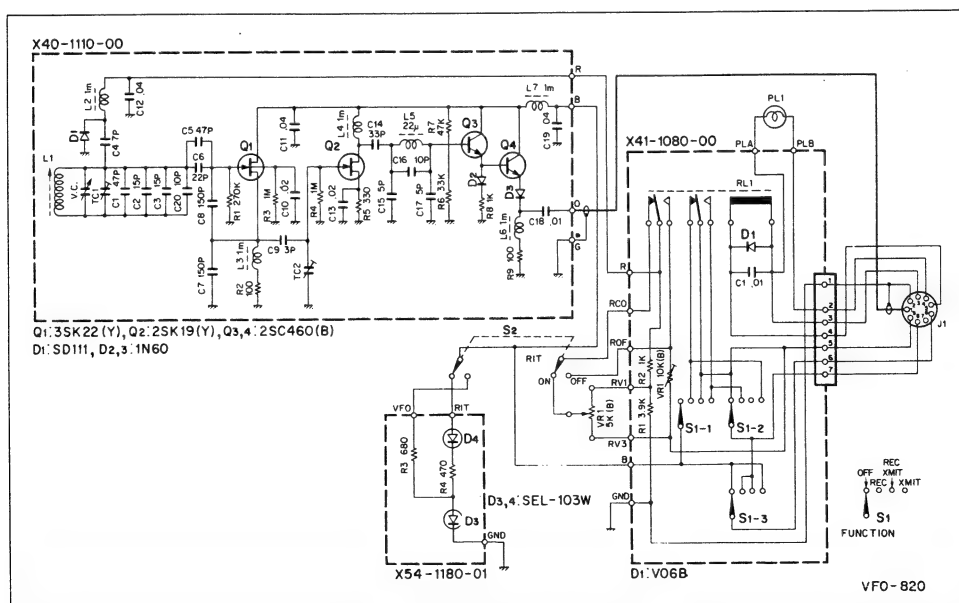 X40-1110-00
R
L2 1m
C12 .04
D1
C4 7P
C5 47P
C6
22P
L1
V.C.
TC1
C1 47P
C2 15P
C3 15P
C20 10P
C8 150P
C7 150P
R1 270K
Q1
R3 1M
C10 .02
C11 .04
L3 1m
R2
100
C9 3P
TC2
R4 1M
Q2
C13 .02
R5 330
L4 1m
C14
33P
L5
22μ
C16 10P
C15 5P
C17 5P
R7
47K
R6 33K
Q3
Q4
D2
R8 1K
D3
L6 1m
R9 100
C18 .01
L7 1m
C19 .04
B
O
G
Q1:3SK22(Y), Q2:2SK19(Y), Q3,4:2SC460(B)
D1:SD111, D2,3:1N60
S2
RIT
ON
OFF
VR1
5K(B)
VFO
RIT
R3 680
D4
R4 470
D3
GND
D3,4:SEL-103W
X54-1180-01
X41-1080-00
PL1
PLA
PLB
RL1
D1
C1 .01
R
RCO
ROF
RV1
RV3
B
GND
R2 1K
R1 3.9K
VR1 10K(B)
S1-1
S1-2
S1-3
1
2
3
4
5
6
7
J1
D1:V06B
REC
OFF XMIT
REC XMIT
S1
FUNCTION
VFO-820